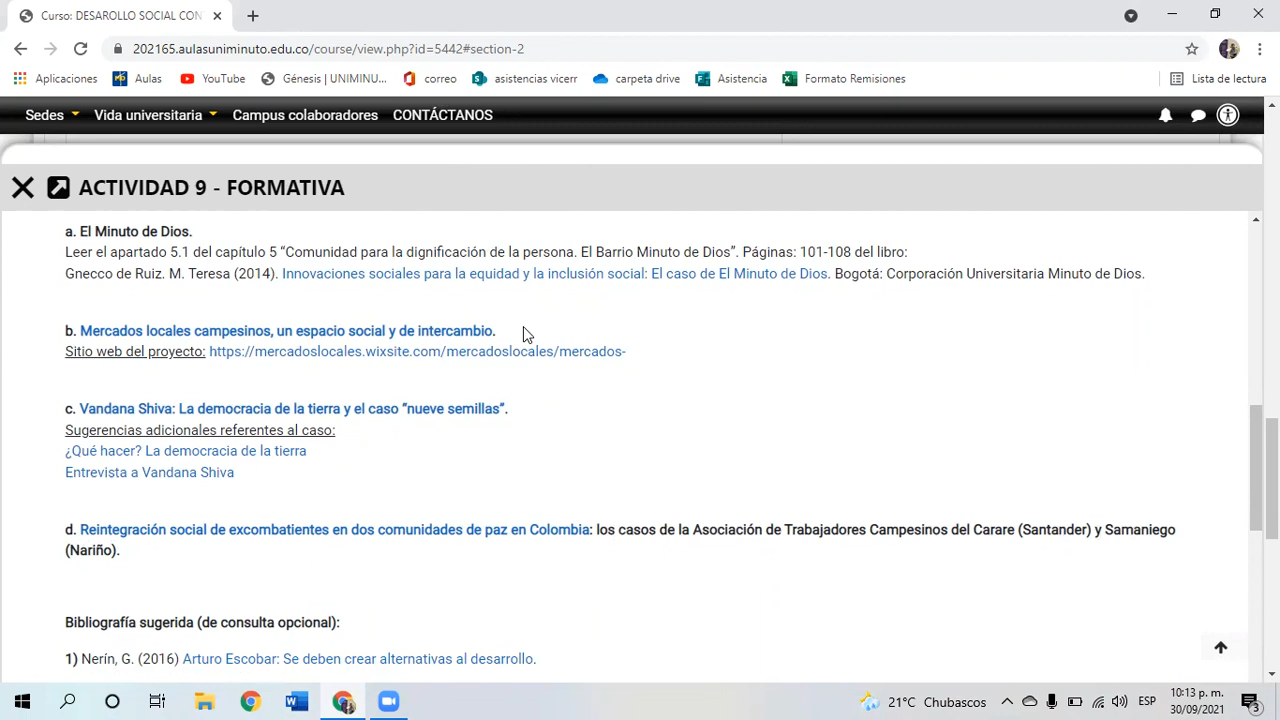 Curso: DESAROLLO SOCIAL CON
202165.aulasuniminuto.edu.co/course/view.php?id=5442#section-2
Aplicaciones Aulas YouTube Génesis | UNIMINU... correo asistencias vicerr carpeta drive Asistencia Formato Remisiones Lista de lectura
Sedes Vida universitaria Campus colaboradores CONTÁCTANOS
ACTIVIDAD 9 - FORMATIVA
a. El Minuto de Dios.
Leer el apartado 5.1 del capítulo 5 “Comunidad para la dignificación de la persona. El Barrio Minuto de Dios”. Páginas: 101-108 del libro:
Gnecco de Ruiz. M. Teresa (2014). Innovaciones sociales para la equidad y la inclusión social: El caso de El Minuto de Dios. Bogotá: Corporación Universitaria Minuto de Dios.
b. Mercados locales campesinos, un espacio social y de intercambio.
Sitio web del proyecto: https://mercadoslocales.wixsite.com/mercadoslocales/mercados-
c. Vandana Shiva: La democracia de la tierra y el caso “nueve semillas”.
Sugerencias adicionales referentes al caso:
¿Qué hacer? La democracia de la tierra
Entrevista a Vandana Shiva
d. Reintegración social de excombatientes en dos comunidades de paz en Colombia: los casos de la Asociación de Trabajadores Campesinos del Carare (Santander) y Samaniego
(Nariño).
Bibliografía sugerida (de consulta opcional):
1) Nerín, G. (2016) Arturo Escobar: Se deben crear alternativas al desarrollo.
21°C Chubascos ESP 10:13 p. m.
30/09/2021
3